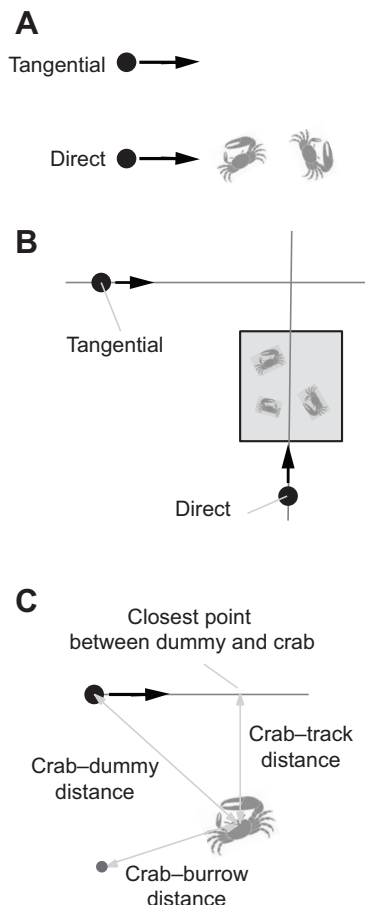 A
Tangential
Direct
B
Tangential
Direct
C
Closest point
between dummy and crab
Crab–track
distance
Crab–dummy
distance
Crab–burrow
distance